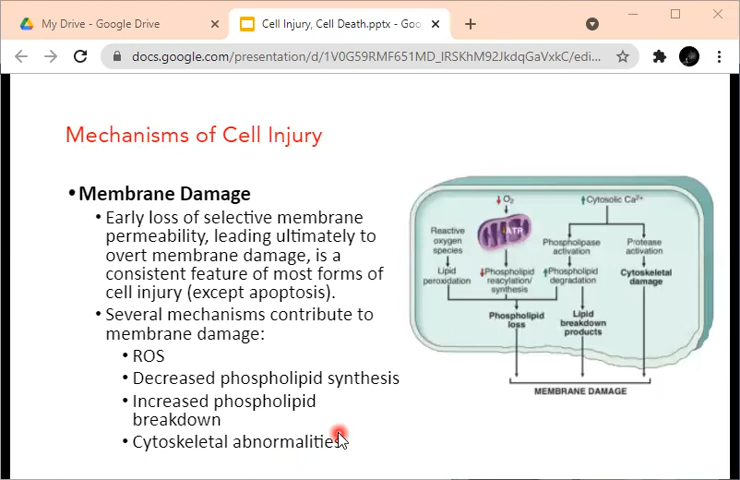 My Drive - Google Drive
Cell Injury, Cell Death.pptx - Goo
docs.google.com/presentation/d/1V0G59RMF651MD_lRSKhM92JkdqGaVxkC/edi...
Mechanisms of Cell Injury
•Membrane Damage
• Early loss of selective membrane
permeability, leading ultimately to
overt membrane damage, is a
consistent feature of most forms of
cell injury (except apoptosis).
• Several mechanisms contribute to
membrane damage:
• ROS
• Decreased phospholipid synthesis
• Increased phospholipid
breakdown
• Cytoskeletal abnormalities
↓O₂
↑Cytosolic Ca²⁺
Reactive
oxygen
species
↓ATP
Phospholipase
activation
Protease
activation
Lipid
peroxidation
↓Phospholipid
reacylation/
synthesis
↑Phospholipid
degradation
Cytoskeletal
damage
Phospholipid
loss
Lipid
breakdown
products
MEMBRANE DAMAGE